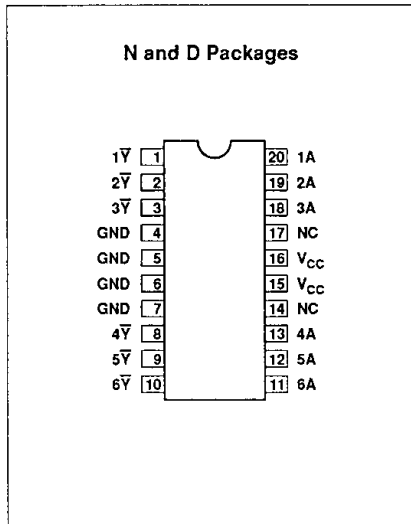 N and D Packages
1Y̅ 1 20 1A
2Y̅ 2 19 2A
3Y̅ 3 18 3A
GND 4 17 NC
GND 5 16 VCC
GND 6 15 VCC
GND 7 14 NC
4Y̅ 8 13 4A
5Y̅ 9 12 5A
6Y̅ 10 11 6A